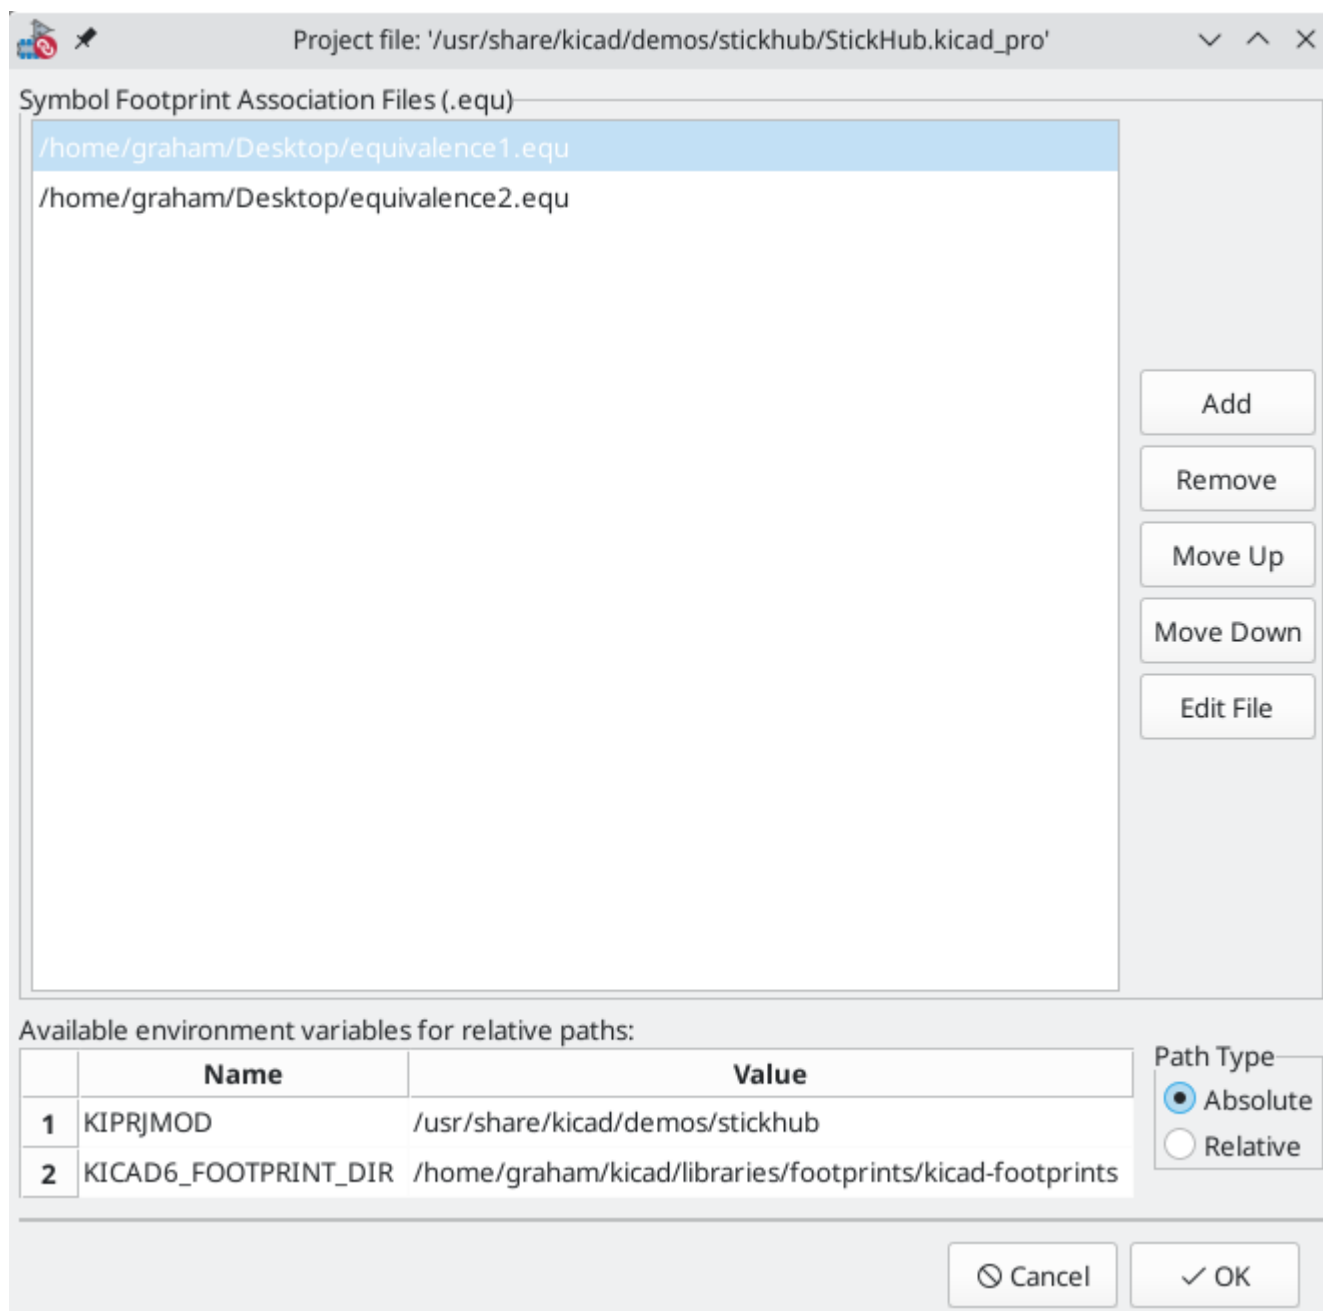 Project file: '/usr/share/kicad/demos/stickhub/StickHub.kicad_pro'
Symbol Footprint Association Files (.equ)
/home/graham/Desktop/equivalence1.equ
/home/graham/Desktop/equivalence2.equ
Add
Remove
Move Up
Move Down
Edit File
Available environment variables for relative paths:
Name Value
1 KIPRJMOD /usr/share/kicad/demos/stickhub
2 KICAD6_FOOTPRINT_DIR /home/graham/kicad/libraries/footprints/kicad-footprints
Path Type
Absolute
Relative
Cancel OK